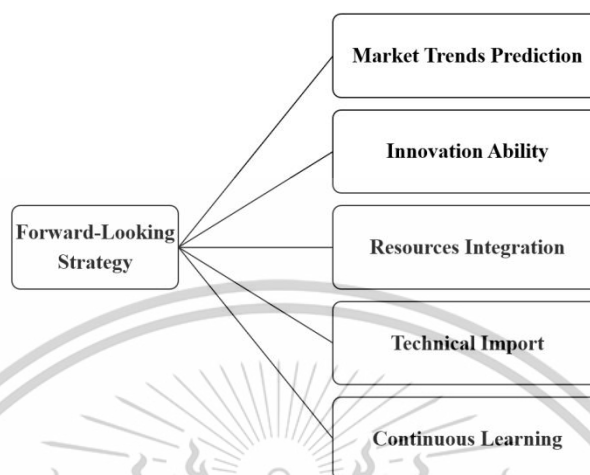 Market Trends Prediction
Innovation Ability
Forward-Looking
Strategy
Resources Integration
Technical Import
Continuous Learning